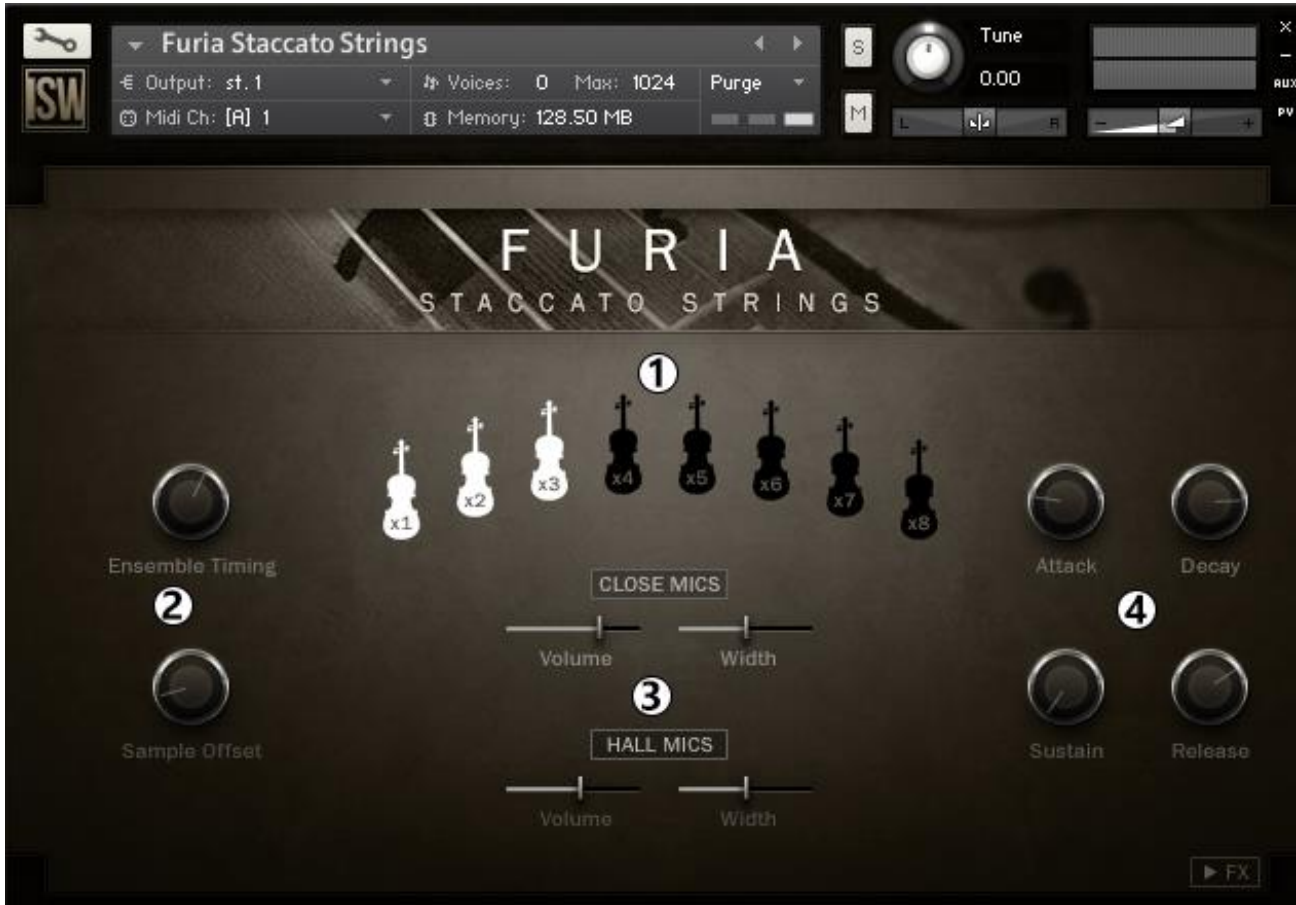 Furia Staccato Strings
S
Tune
X
ISW
Output: st. 1
Voices: 0 Max: 1024
Purge
0.00
AUX
Midi Ch: [A] 1
Memory: 128.50 MB
M
L
R
-
+
PV
FURIA
STACCATO STRINGS
1
x1
x2
x3
x4
x5
x6
x7
x8
Ensemble Timing
2
Sample Offset
CLOSE MICS
Volume
Width
3
HALL MICS
Volume
Width
Attack
Decay
4
Sustain
Release
FX